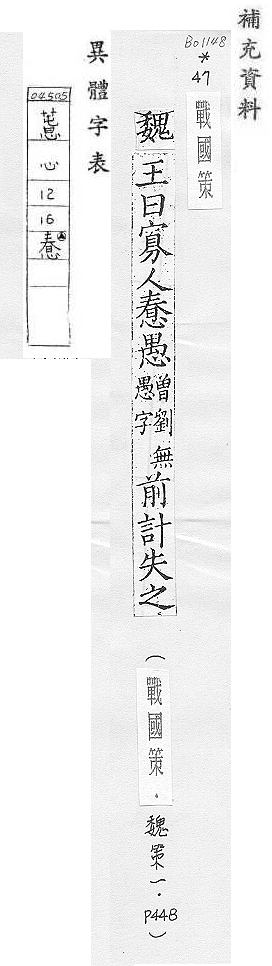 補充資料
B01148
*
47
戰國策
魏王曰寡人惷愚曾劉無愚字前計失之
(戰國策。魏策一.P448)
異體字表
04505
心
12
16
惷